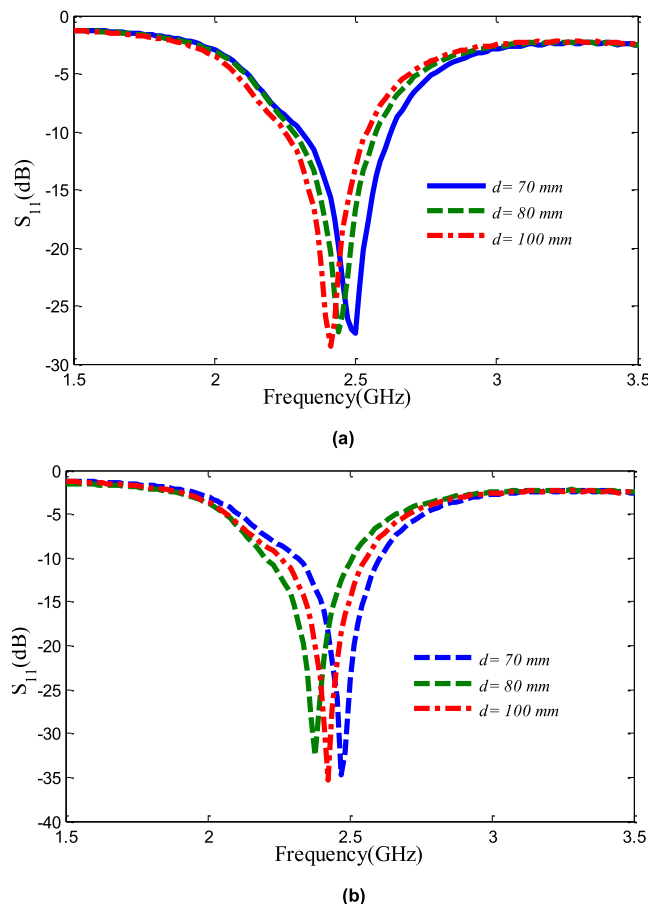 0
-5
-10
-15
-20
-25
-30
S11(dB)
d= 70 mm
d= 80 mm
d= 100 mm
1.5 2 2.5 3 3.5
Frequency(GHz)
(a)
0
-5
-10
-15
-20
-25
-30
-35
-40
S11(dB)
d= 70 mm
d= 80 mm
d= 100 mm
1.5 2 2.5 3 3.5
Frequency(GHz)
(b)